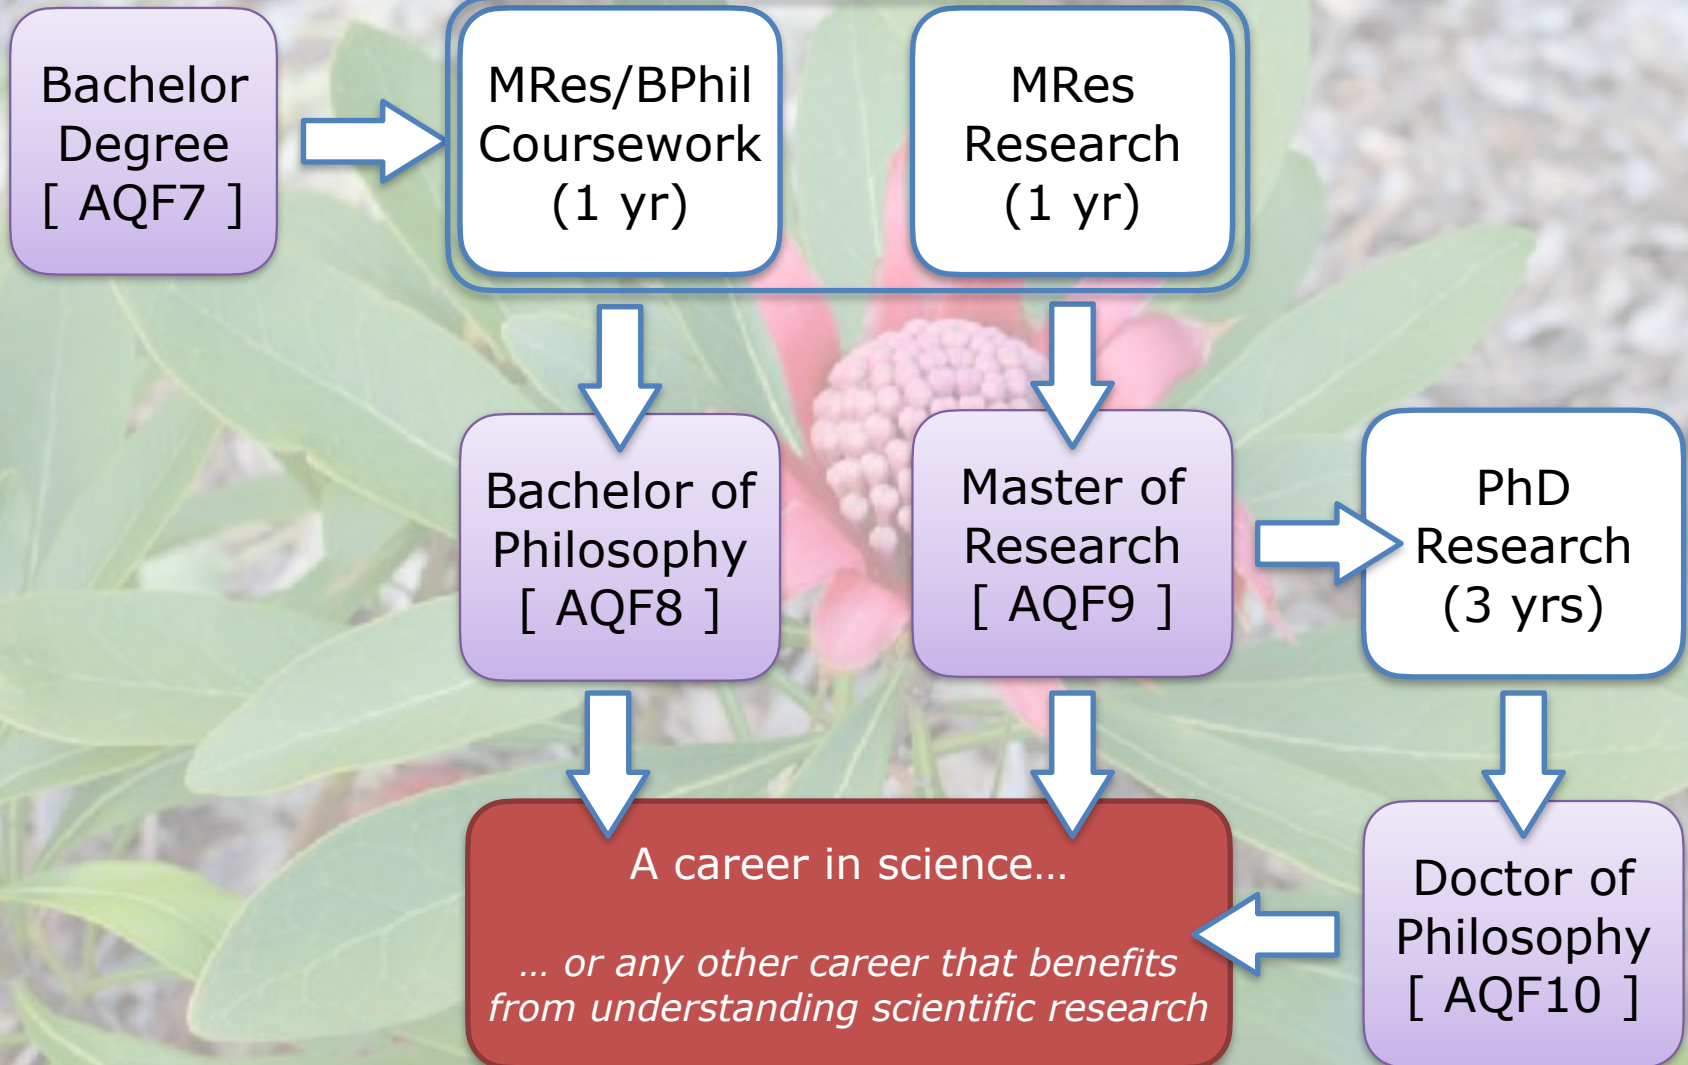 Bachelor
Degree
[ AQF7 ]
MRes/BPhil
Coursework
(1 yr)
MRes
Research
(1 yr)
Bachelor of
Philosophy
[ AQF8 ]
Master of
Research
[ AQF9 ]
PhD
Research
(3 yrs)
A career in science…
… or any other career that benefits
from understanding scientific research
Doctor of
Philosophy
[ AQF10 ]